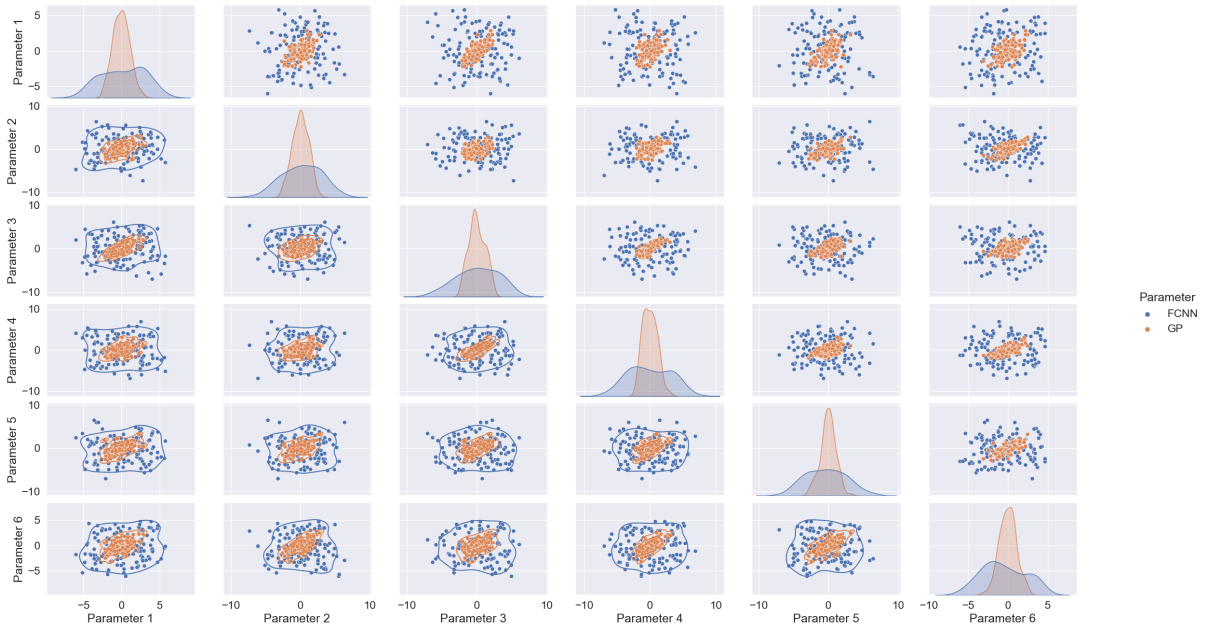 Parameter 1
5
0
−5
Parameter 2
10
0
−10
Parameter 3
10
0
−10
Parameter 4
10
0
−10
Parameter 5
10
0
−10
Parameter 6
5
0
−5
−5 0 5
−10 0 10
−10 0 10
−10 0 10
−10 0 10
−10 −5 0 5
Parameter 1
Parameter 2
Parameter 3
Parameter 4
Parameter 5
Parameter 6
Parameter
FCNN
GP